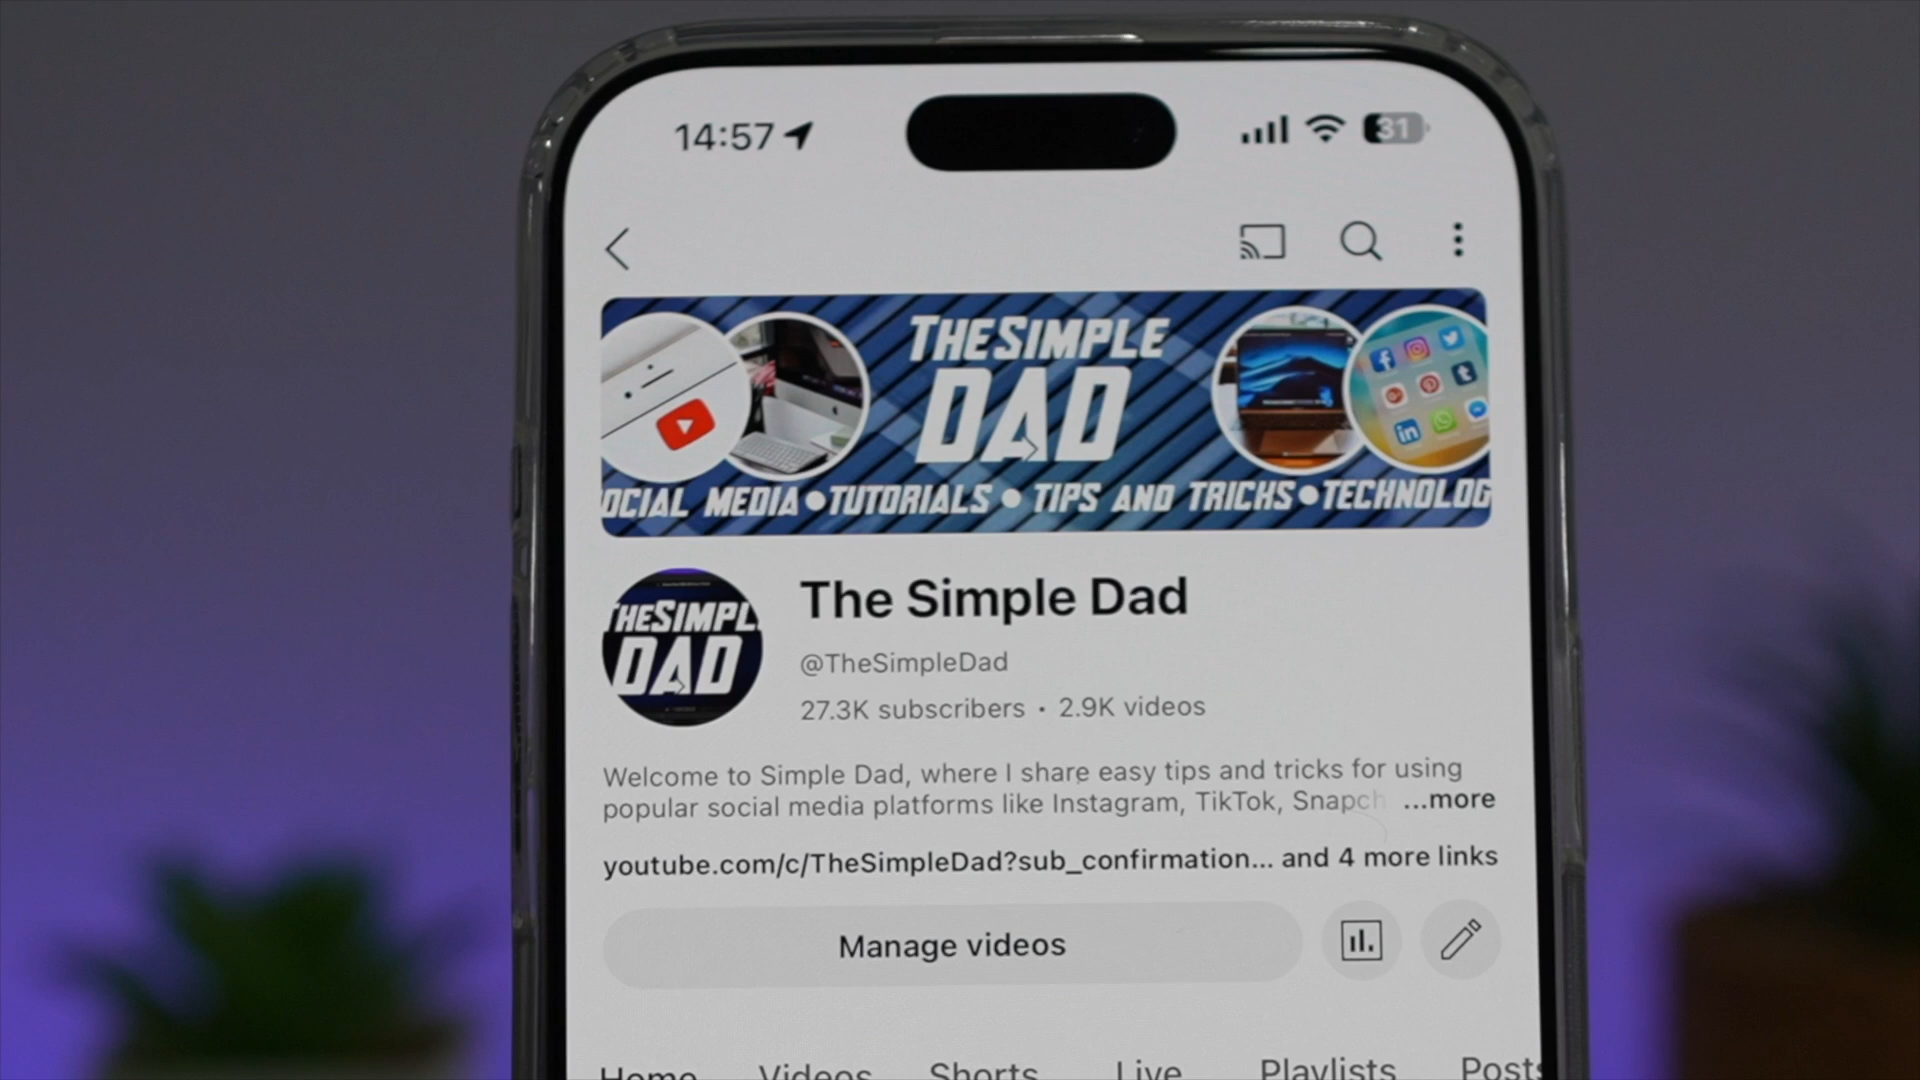 14:57
31
THESIMPLE
DAD
OCIAL MEDIA•TUTORIALS • TIPS AND TRICKS•TECHNOLOG
THESIMPL
DAD
The Simple Dad
@TheSimpleDad
27.3K subscribers • 2.9K videos
Welcome to Simple Dad, where I share easy tips and tricks for using
popular social media platforms like Instagram, TikTok, Snapch ...more
youtube.com/c/TheSimpleDad?sub_confirmation... and 4 more links
Manage videos
Home Videos Shorts Live Playlists Posts